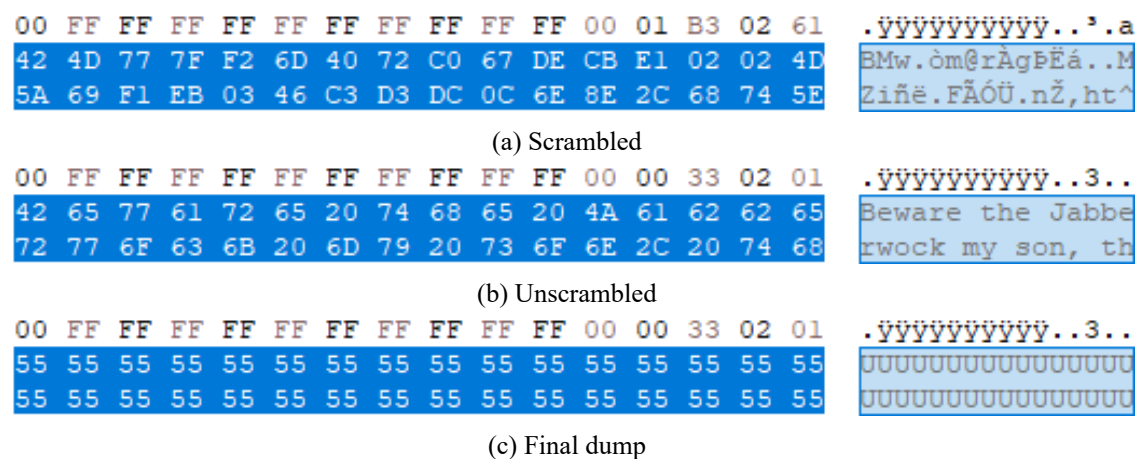 00 FF FF FF FF FF FF FF FF FF FF 00 01 B3 02 61 .ÿÿÿÿÿÿÿÿÿÿ..³.a
42 4D 77 7F F2 6D 40 72 C0 67 DE CB E1 02 02 4D BMw.òm@rÀgÞËá..M
5A 69 F1 EB 03 46 C3 D3 DC 0C 6E 8E 2C 68 74 5E Ziñë.FÃÓÜ.nŽ,ht^
(a) Scrambled
00 FF FF FF FF FF FF FF FF FF FF 00 00 33 02 01 .ÿÿÿÿÿÿÿÿÿÿ..3..
42 65 77 61 72 65 20 74 68 65 20 4A 61 62 62 65 Beware the Jabbe
72 77 6F 63 6B 20 6D 79 20 73 6F 6E 2C 20 74 68 rwock my son, th
(b) Unscrambled
00 FF FF FF FF FF FF FF FF FF FF 00 00 33 02 01 .ÿÿÿÿÿÿÿÿÿÿ..3..
55 55 55 55 55 55 55 55 55 55 55 55 55 55 55 55 UUUUUUUUUUUUUUUU
55 55 55 55 55 55 55 55 55 55 55 55 55 55 55 55 UUUUUUUUUUUUUUUU
(c) Final dump